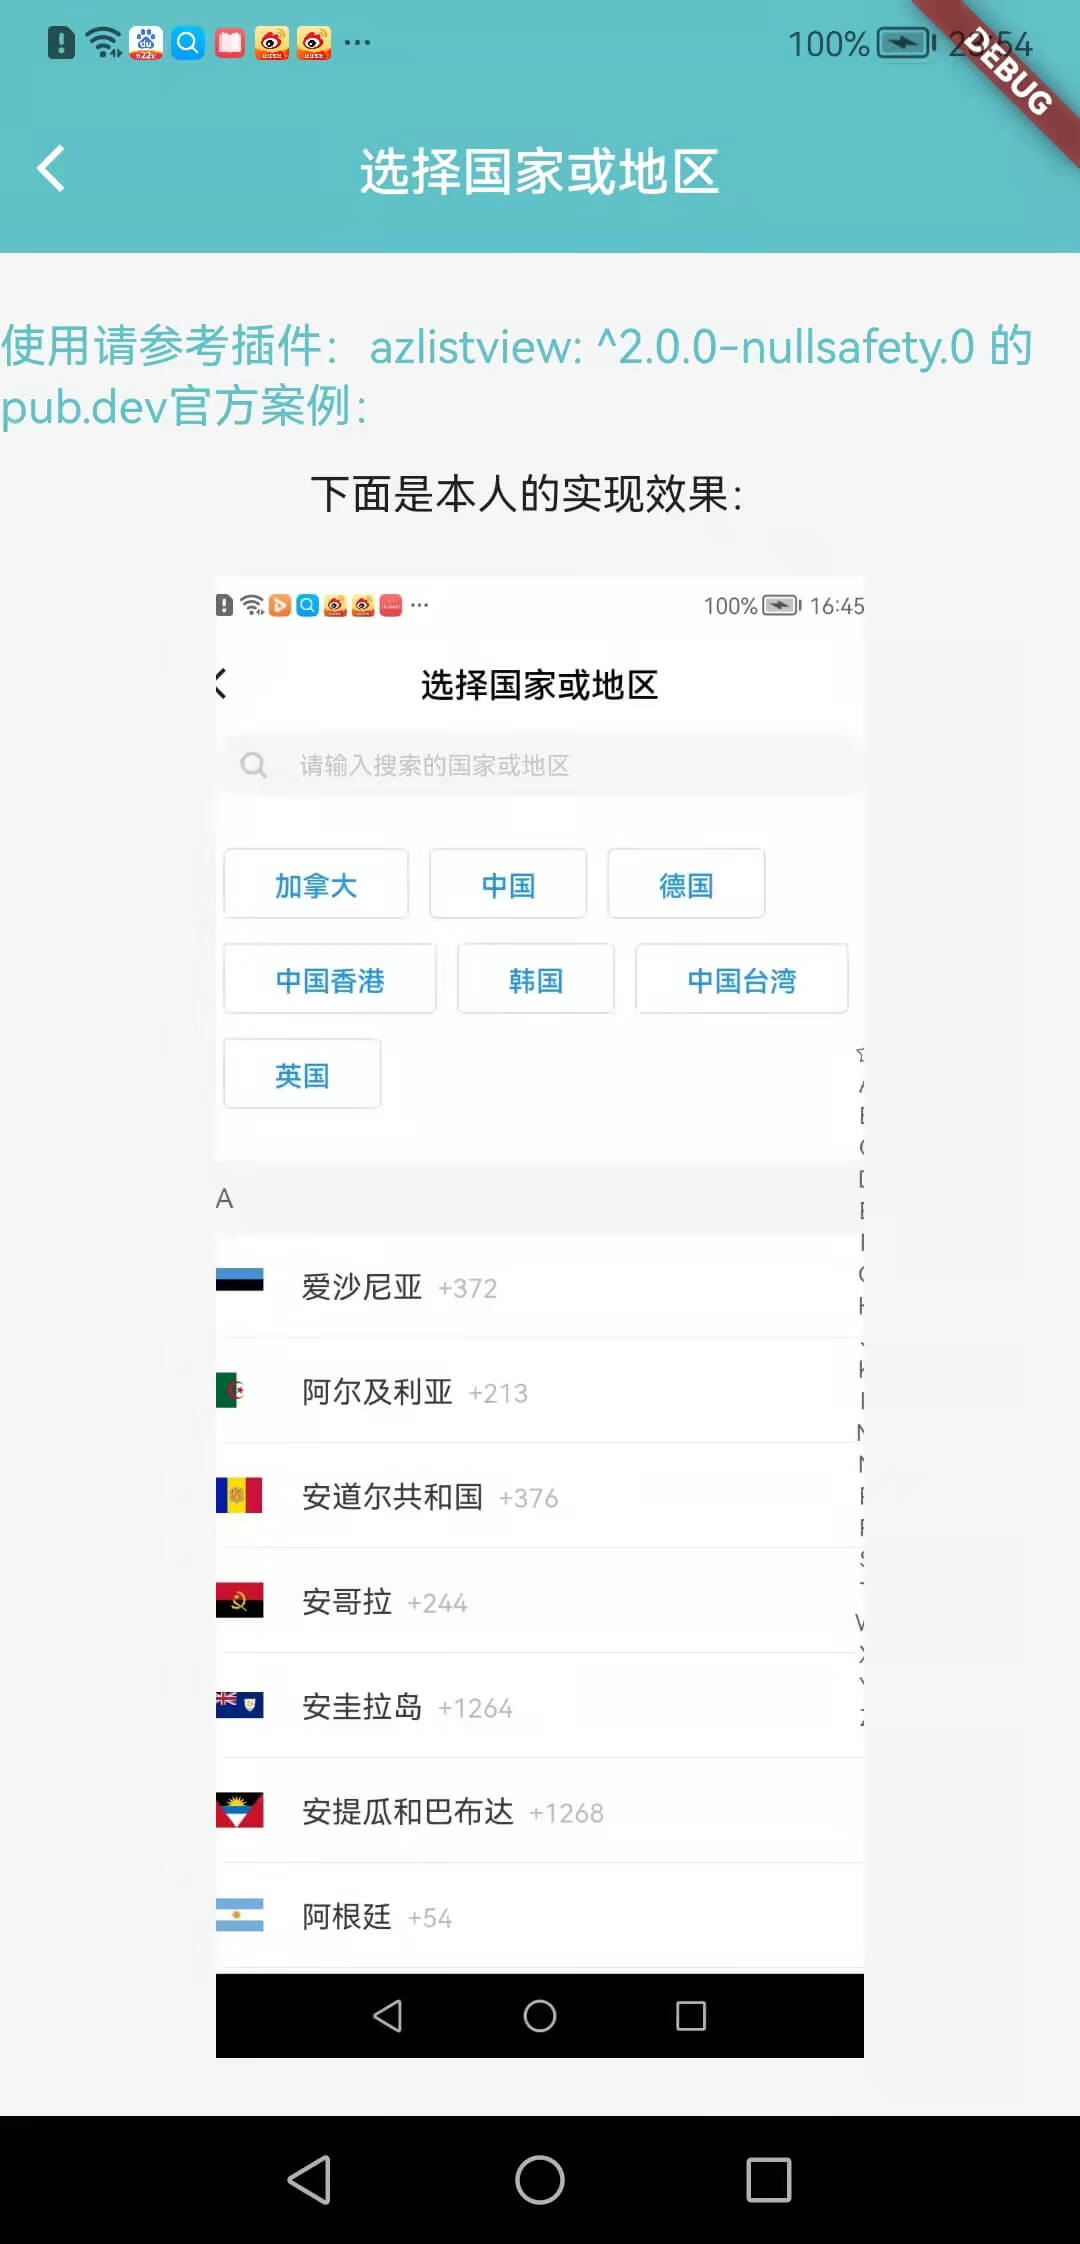 100%
DEBUG
选择国家或地区
使用请参考插件：azlistview: ^2.0.0-nullsafety.0 的
pub.dev官方案例：
下面是本人的实现效果：
100% 16:45
选择国家或地区
请输入搜索的国家或地区
加拿大 中国 德国
中国香港 韩国 中国台湾
英国
A
爱沙尼亚 +372
阿尔及利亚 +213
安道尔共和国 +376
安哥拉 +244
安圭拉岛 +1264
安提瓜和巴布达 +1268
阿根廷 +54